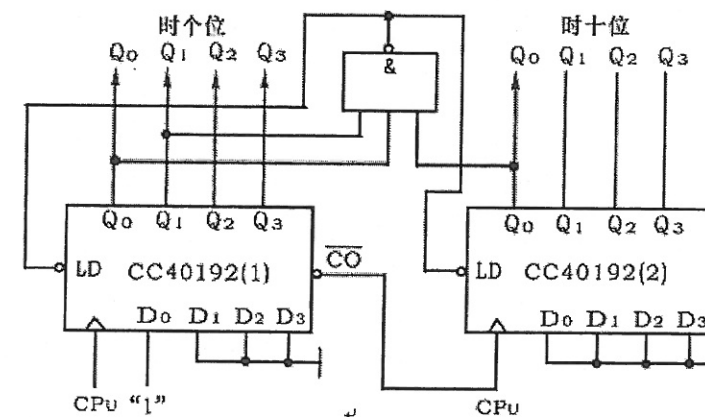 时个位 时十位
Q0 Q1 Q2 Q3 & Q0 Q1 Q2 Q3
Q0 Q1 Q2 Q3 Q0 Q1 Q2 Q3
LD CC40192(1) CO LD CC40192(2)
D0 D1 D2 D3 D0 D1 D2 D3
CPU “1” CPU